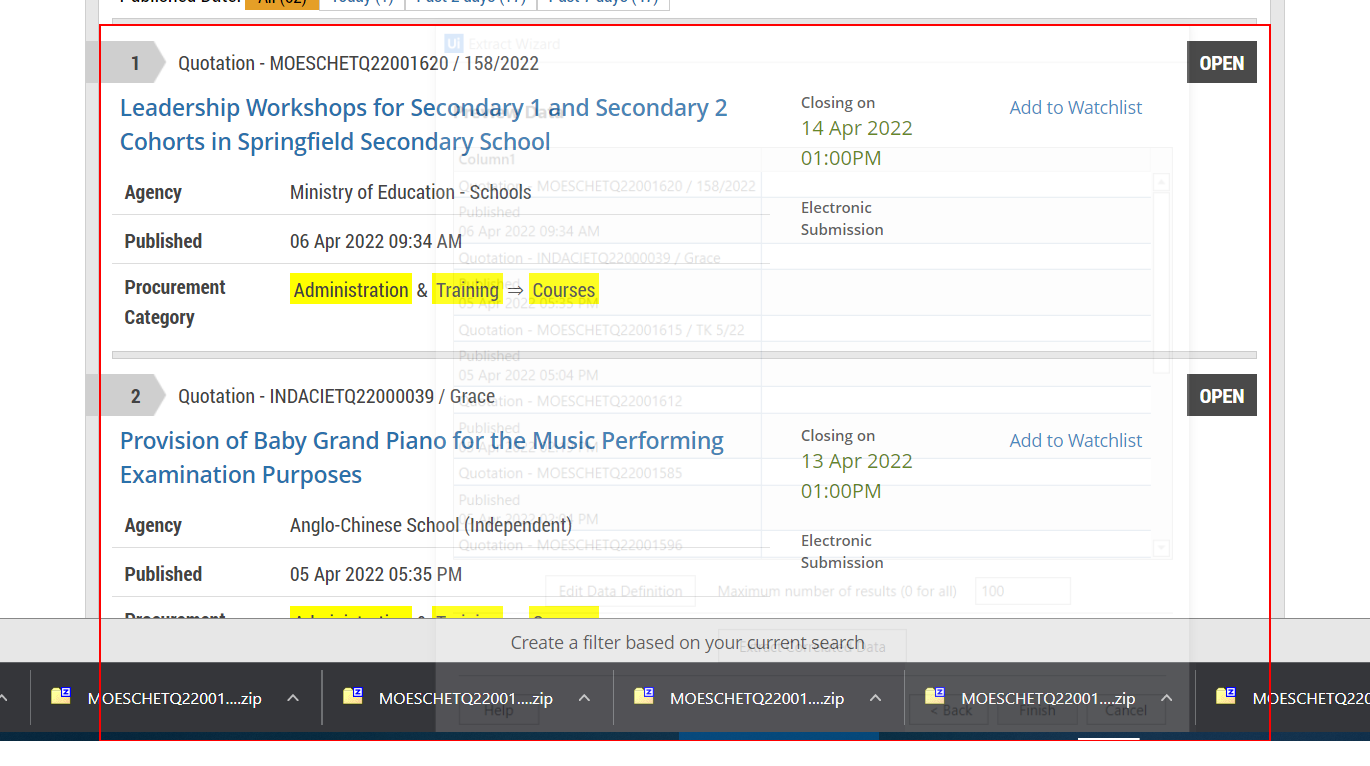 Published Date: All (62) Today (1) Past 2 days (11) Past 7 days (47)
1 Quotation - MOESCHETQ22001620 / 158/2022 OPEN
Leadership Workshops for Secondary 1 and Secondary 2
Cohorts in Springfield Secondary School
Closing on
14 Apr 2022
01:00PM
Add to Watchlist
Electronic
Submission
Agency Ministry of Education - Schools
Published 06 Apr 2022 09:34 AM
Procurement
Category
Administration & Training ⇒ Courses
2 Quotation - INDACIETQ22000039 / Grace OPEN
Provision of Baby Grand Piano for the Music Performing
Examination Purposes
Closing on
13 Apr 2022
01:00PM
Add to Watchlist
Electronic
Submission
Agency Anglo-Chinese School (Independent)
Published 05 Apr 2022 05:35 PM
Procurement Administration & Training ⇒ Courses
Create a filter based on your current search
MOESCHETQ22001....zip
MOESCHETQ22001....zip
MOESCHETQ22001....zip
MOESCHETQ22001....zip
MOESCHETQ220
Ui Extract Wizard
Preview Data
Column1
Quotation - MOESCHETQ22001620 / 158/2022
Published
06 Apr 2022 09:34 AM
Quotation - INDACIETQ22000039 / Grace
Published
05 Apr 2022 05:35 PM
Quotation - MOESCHETQ22001615 / TK 5/22
Published
05 Apr 2022 05:04 PM
Quotation - MOESCHETQ22001612
Published
Quotation - MOESCHETQ22001585
Published
Quotation - MOESCHETQ22001596
Edit Data Definition Maximum number of results (0 for all) 100
Extract Correlated Data
Help < Back Finish Cancel